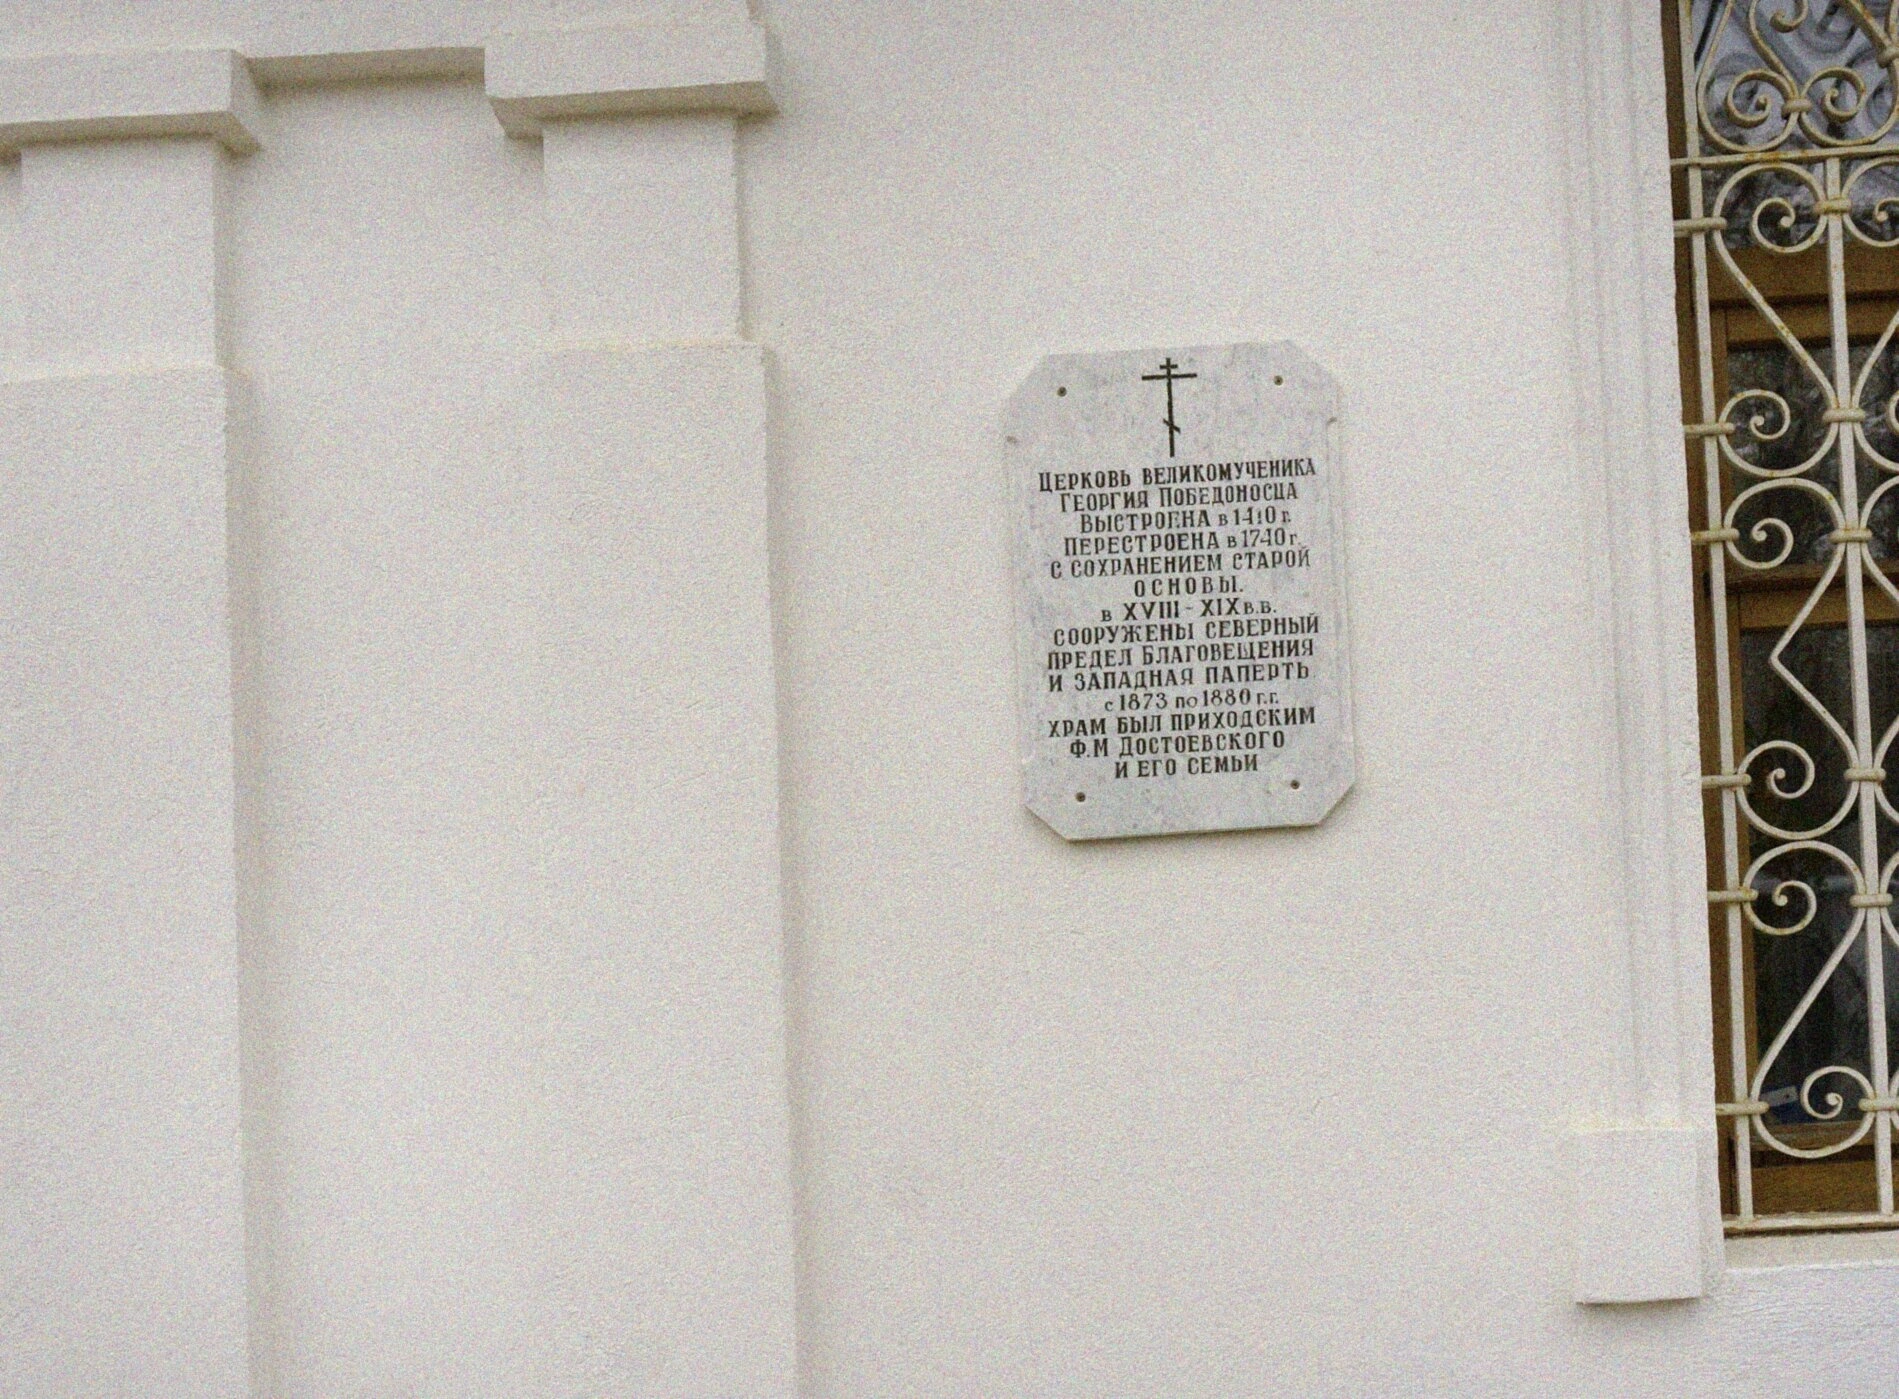 Церковь великомученика
Георгия Победоносца
выстроена в 1410 г.
перестроена в 1740 г.
с сохранением старой
основы.
в XVIII - XIX в.в.
сооружены северный
предел Благовещения
и западная паперть
с 1873 по 1880 г.г.
храм был приходским
Ф.М Достоевского
и его семьи